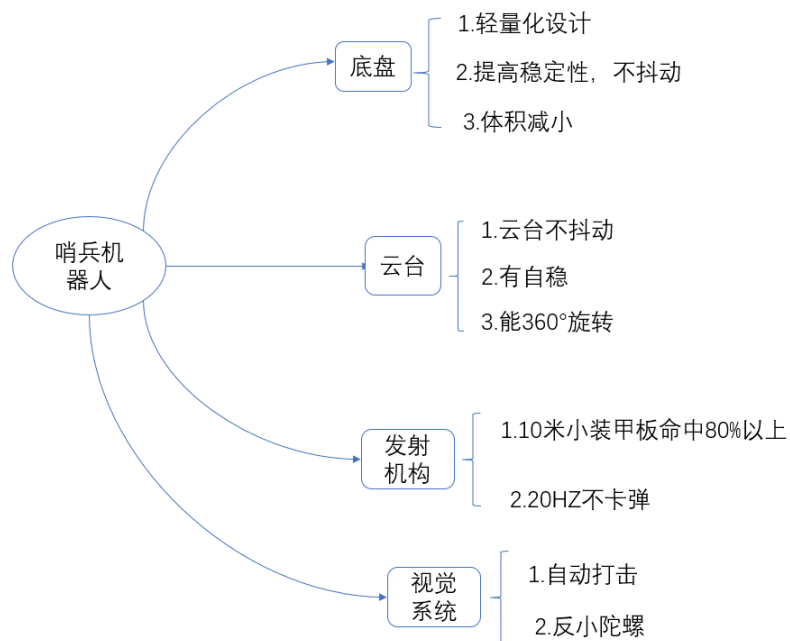 哨兵机
器人
底盘
1.轻量化设计
2.提高稳定性，不抖动
3.体积减小
云台
1.云台不抖动
2.有自稳
3.能360°旋转
发射
机构
1.10米小装甲板命中80%以上
2.20HZ不卡弹
视觉
系统
1.自动打击
2.反小陀螺